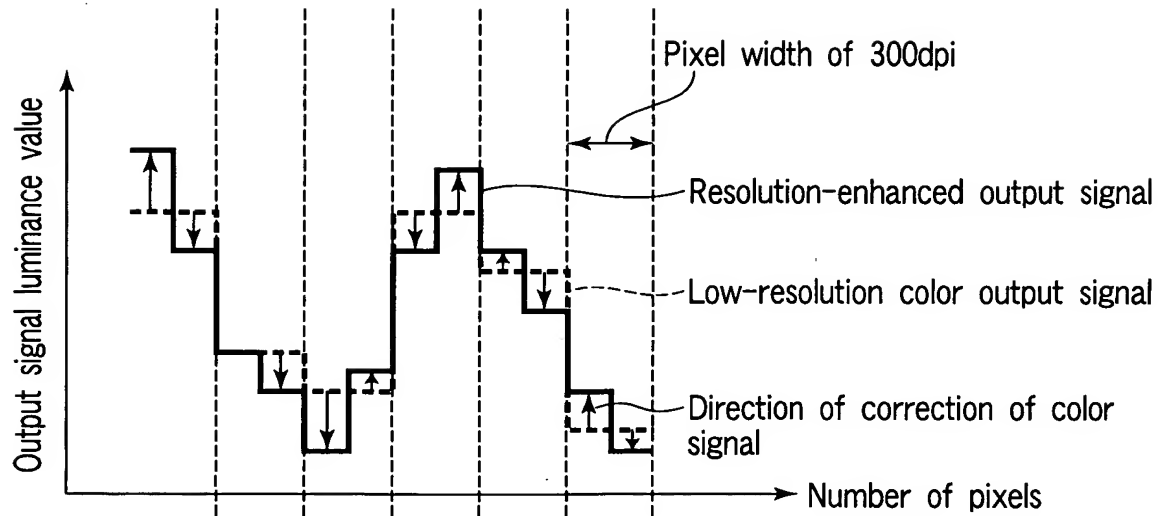 Pixel width of 300dpi
Output signal luminance value
Resolution-enhanced output signal
Low-resolution color output signal
Direction of correction of color
signal
Number of pixels